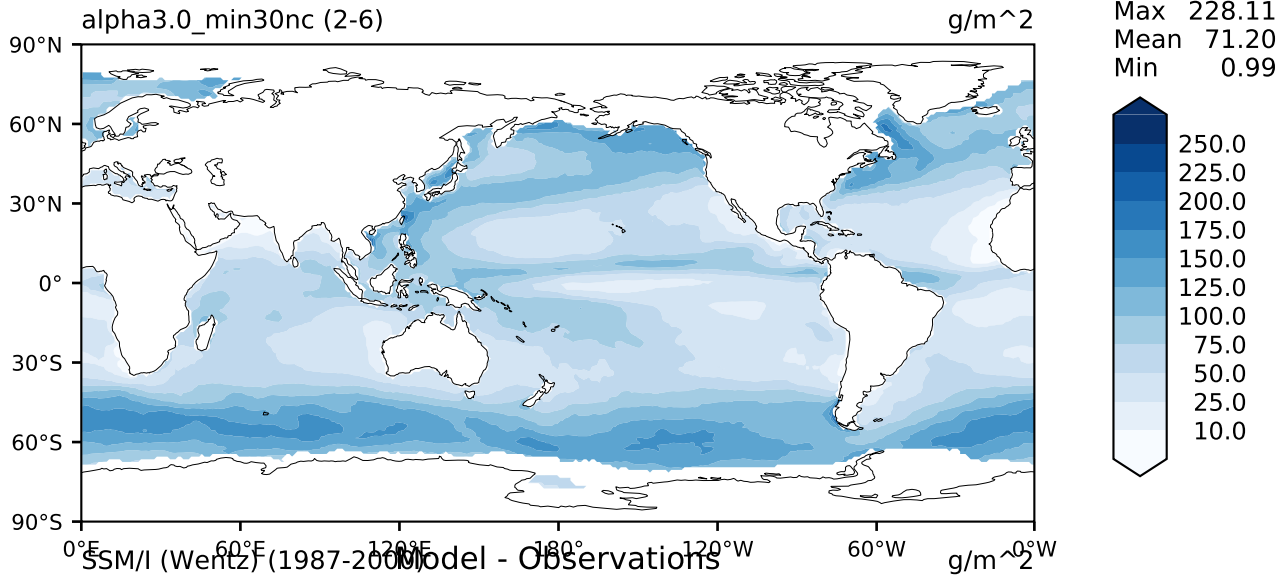 alpha3.0_min30nc (2-6) g/m^2
Max 228.11
Mean 71.20
Min 0.99
90°N
60°N
30°N
0°
30°S
60°S
90°S
0°E 60°E 120°E 180° 120°W 60°W 0°W
250.0
225.0
200.0
175.0
150.0
125.0
100.0
75.0
50.0
25.0
10.0
SSM/I (Wentz) (1987-2000) Model - Observations g/m^2